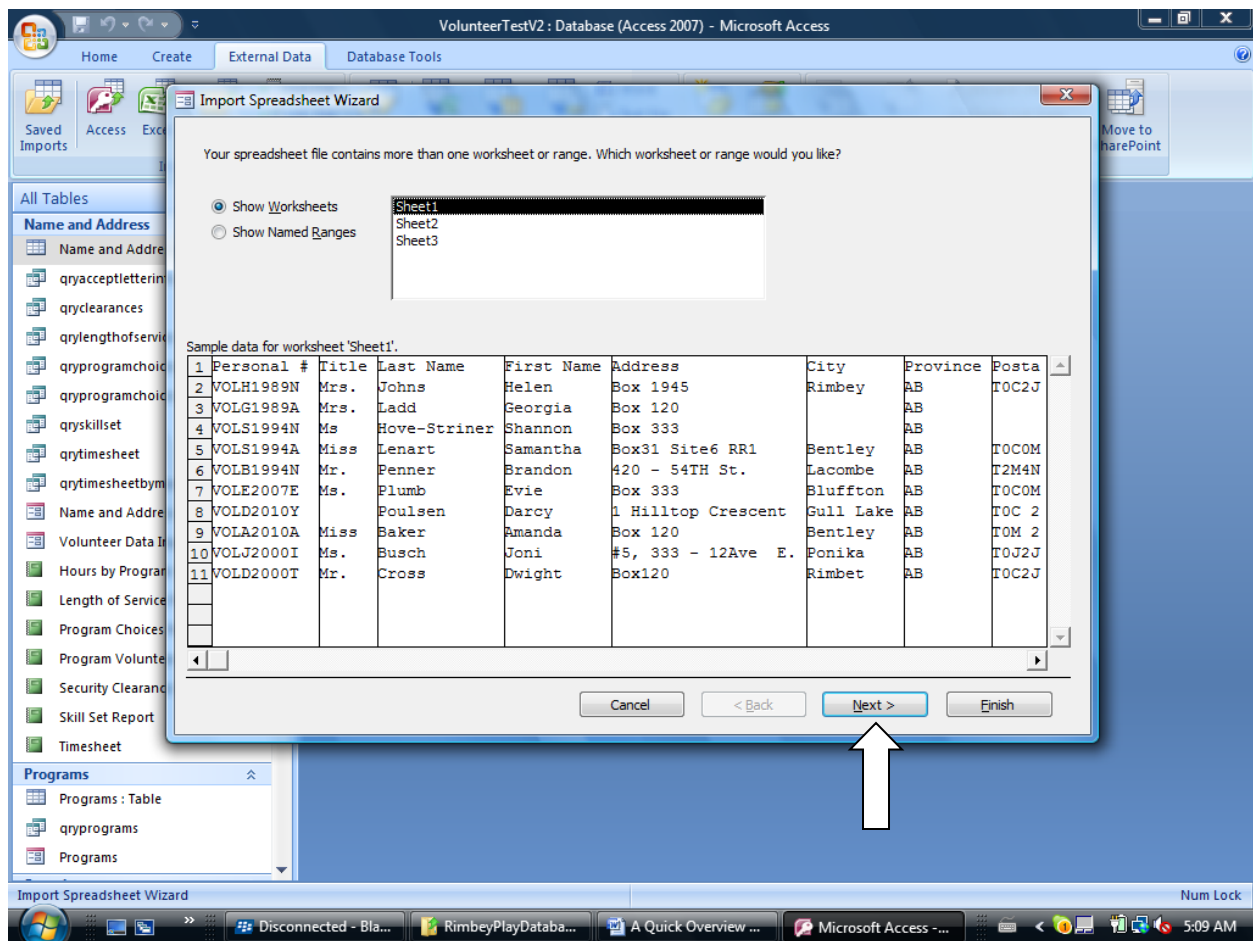 VolunteerTestV2 : Database (Access 2007) - Microsoft Access
Home Create External Data Database Tools
Saved Imports Access Exce
Move to
harePoint
Import Spreadsheet Wizard
Your spreadsheet file contains more than one worksheet or range. Which worksheet or range would you like?
Show Worksheets
Show Named Ranges
Sheet1
Sheet2
Sheet3
Sample data for worksheet 'Sheet1'.
1 Personal # Title Last Name First Name Address City Province Posta
2 VOLH1989N Mrs. Johns Helen Box 1945 Rimbey AB T0C2J
3 VOLG1989A Mrs. Ladd Georgia Box 120 AB
4 VOLS1994N Ms Hove-Striner Shannon Box 333 AB
5 VOLS1994A Miss Lenart Samantha Box31 Site6 RR1 Bentley AB T0C0M
6 VOLB1994N Mr. Penner Brandon 420 - 54TH St. Lacombe AB T2M4N
7 VOLE2007E Ms. Plumb Evie Box 333 Bluffton AB T0C0M
8 VOLD2010Y Poulsen Darcy 1 Hilltop Crescent Gull Lake AB T0C 2
9 VOLA2010A Miss Baker Amanda Box 120 Bentley AB T0M 2
10 VOLJ2000I Ms. Busch Joni #5, 333 - 12Ave E. Ponika AB T0J2J
11 VOLD2000T Mr. Cross Dwight Box120 Rimbet AB T0C2J
Cancel < Back Next > Finish
All Tables
Name and Address
Name and Addre
qryacceptletterin
qryclearances
qrylengthofservic
qryprogramchoic
qryprogramchoic
qryskillset
qrytimesheet
qrytimesheetbym
Name and Addre
Volunteer Data In
Hours by Program
Length of Service
Program Choices
Program Volunte
Security Clearanc
Skill Set Report
Timesheet
Programs
Programs : Table
qryprograms
Programs
Import Spreadsheet Wizard Num Lock
Disconnected - Bla... RimbeyPlayDataba... A Quick Overview ... Microsoft Access -... 5:09 AM